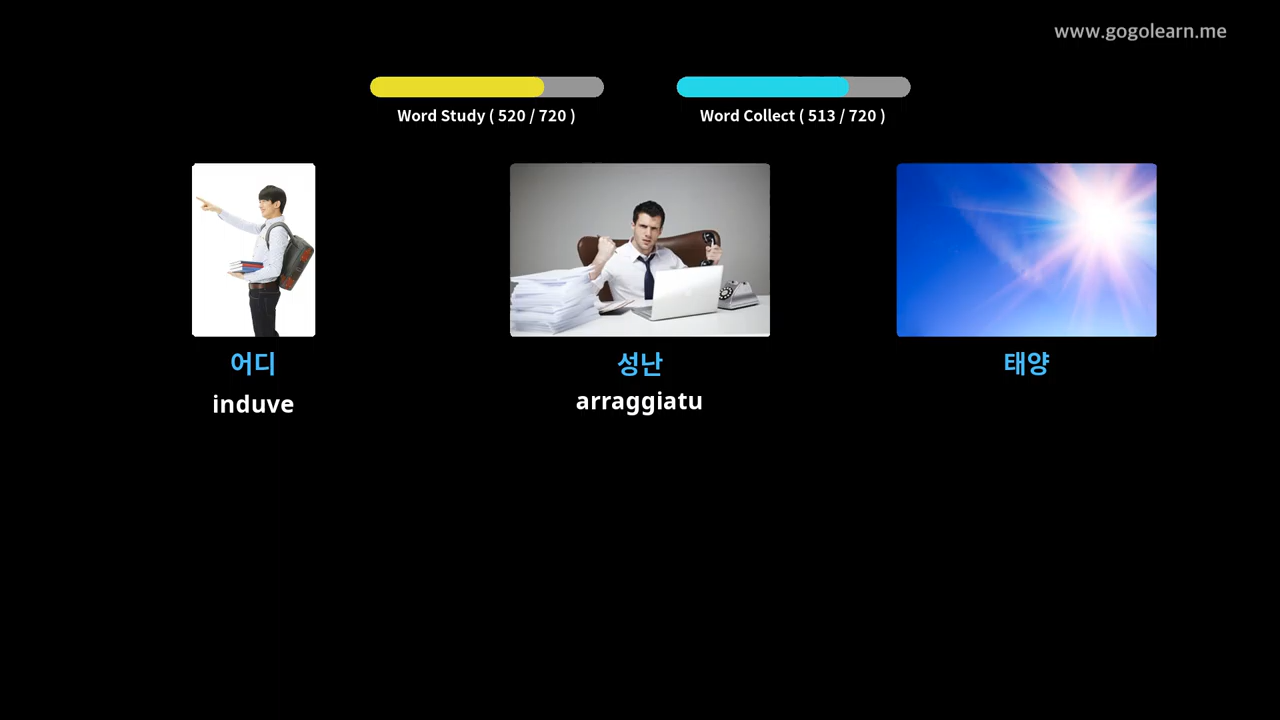 www.gogolearn.me
Word Study ( 520 / 720 )
Word Collect ( 513 / 720 )
어디
induve
성난
arraggiatu
태양